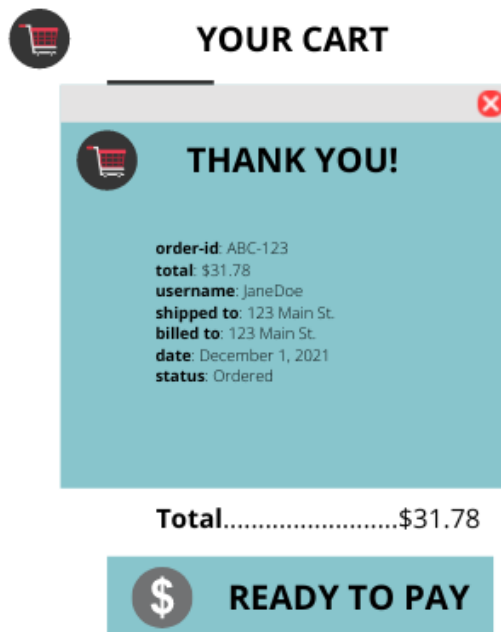 YOUR CART
THANK YOU!
order-id: ABC-123
total: $31.78
username: JaneDoe
shipped to: 123 Main St.
billed to: 123 Main St.
date: December 1, 2021
status: Ordered
Total.........................$31.78
$ READY TO PAY